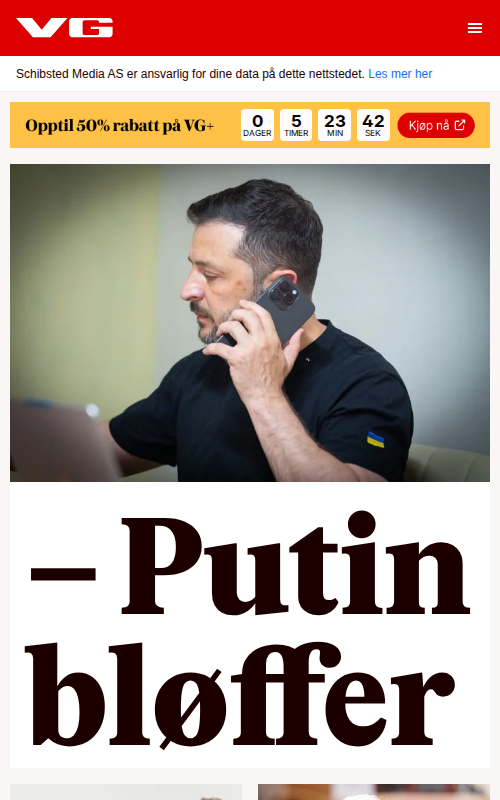 VG
Schibsted Media AS er ansvarlig for dine data på dette nettstedet. Les mer her
Opptil 50% rabatt på VG+
0 5 23 42
DAGER TIMER MIN SEK
Kjøp nå
– Putin
bløffer